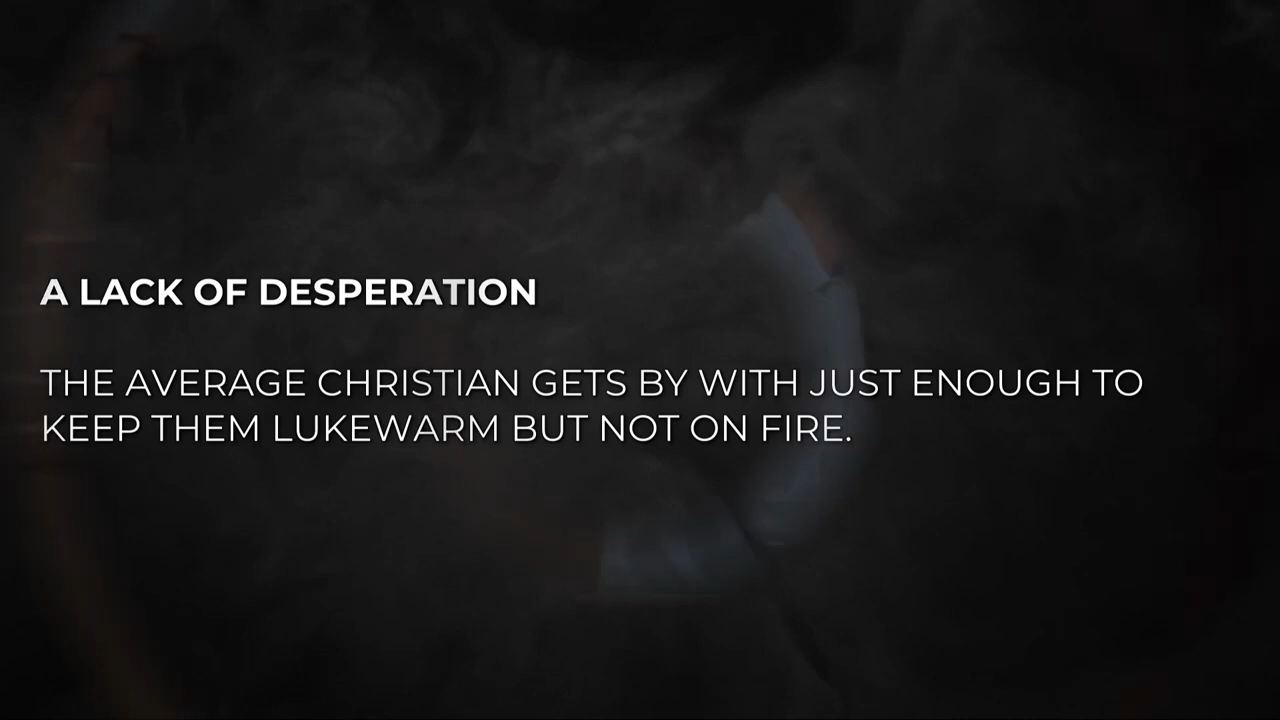 A LACK OF DESPERATION
THE AVERAGE CHRISTIAN GETS BY WITH JUST ENOUGH TO
KEEP THEM LUKEWARM BUT NOT ON FIRE.